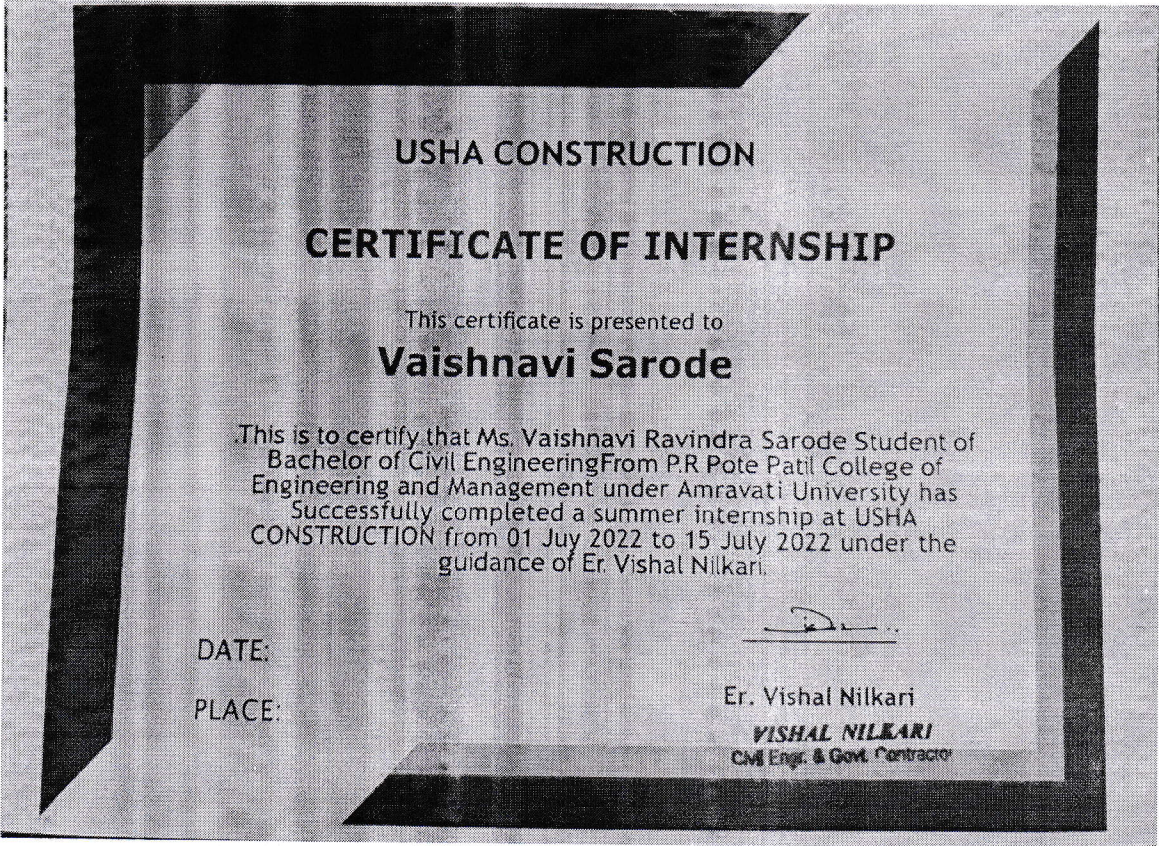 USHA CONSTRUCTION
CERTIFICATE OF INTERNSHIP
This certificate is presented to
Vaishnavi Sarode
.This is to certify that Ms. Vaishnavi Ravindra Sarode Student of
Bachelor of Civil EngineeringFrom P.R Pote Patil College of
Engineering and Management under Amravati University has
Successfully completed a summer internship at USHA
CONSTRUCTION from 01 Juy 2022 to 15 July 2022 under the
guidance of Er. Vishal Nilkari.
DATE:
PLACE:
Er. Vishal Nilkari
VISHAL NILKARI
Civil Engr. & Govt. Contractor